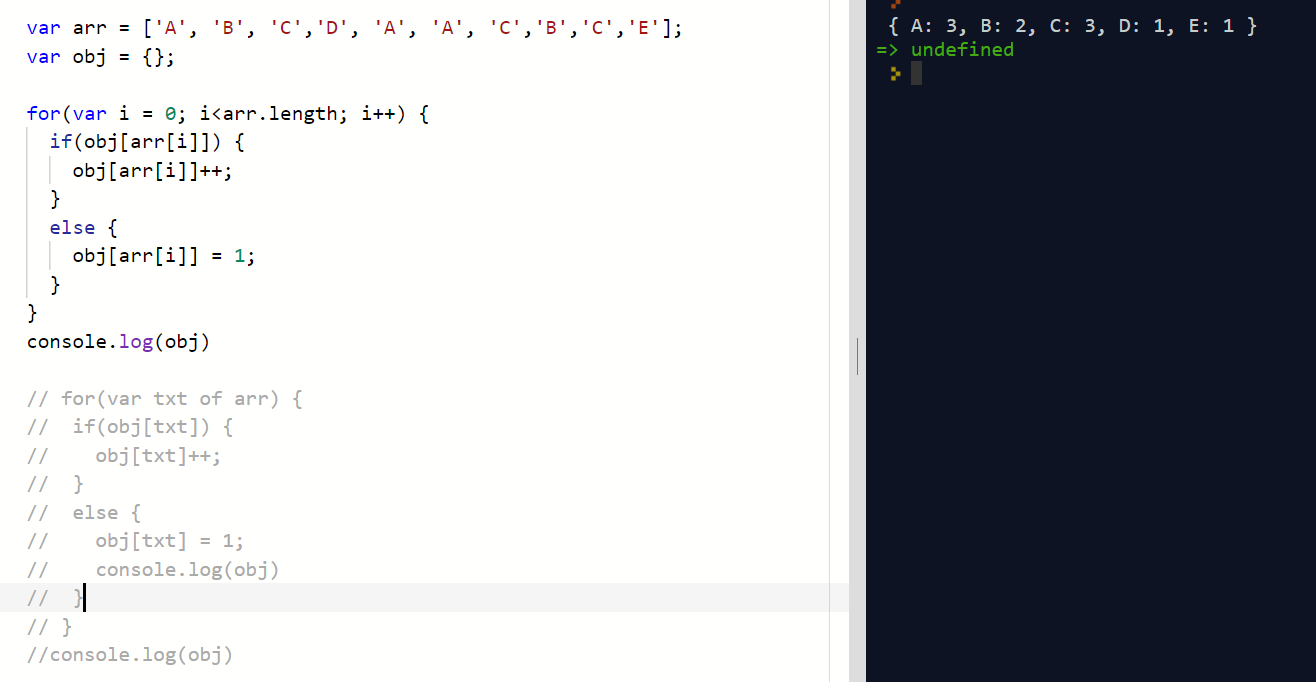 var arr = ['A', 'B', 'C','D', 'A', 'A', 'C','B','C','E'];
var obj = {};
for(var i = 0; i<arr.length; i++) {
  if(obj[arr[i]]) {
    obj[arr[i]]++;
  }
  else {
    obj[arr[i]] = 1;
  }
}
console.log(obj)
// for(var txt of arr) {
//  if(obj[txt]) {
//    obj[txt]++;
//  }
//  else {
//    obj[txt] = 1;
//    console.log(obj)
//  }
// }
//console.log(obj)
{ A: 3, B: 2, C: 3, D: 1, E: 1 }
=> undefined